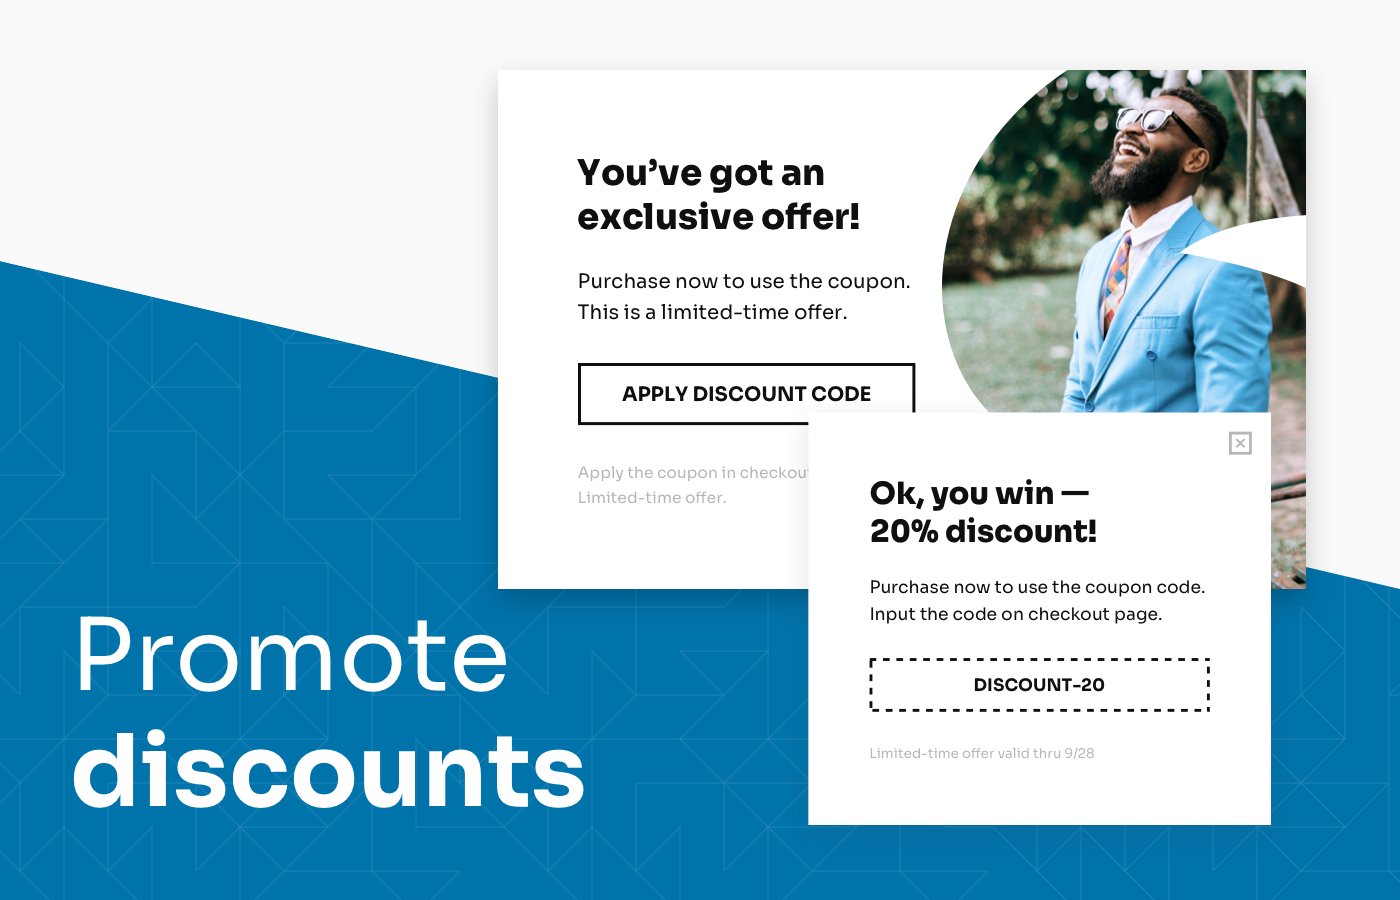 You’ve got an
exclusive offer!
Purchase now to use the coupon.
This is a limited-time offer.
APPLY DISCOUNT CODE
Apply the coupon in checkout
Limited-time offer.
Ok, you win —
20% discount!
Purchase now to use the coupon code.
Input the code on checkout page.
DISCOUNT-20
Limited-time offer valid thru 9/28
Promote
discounts